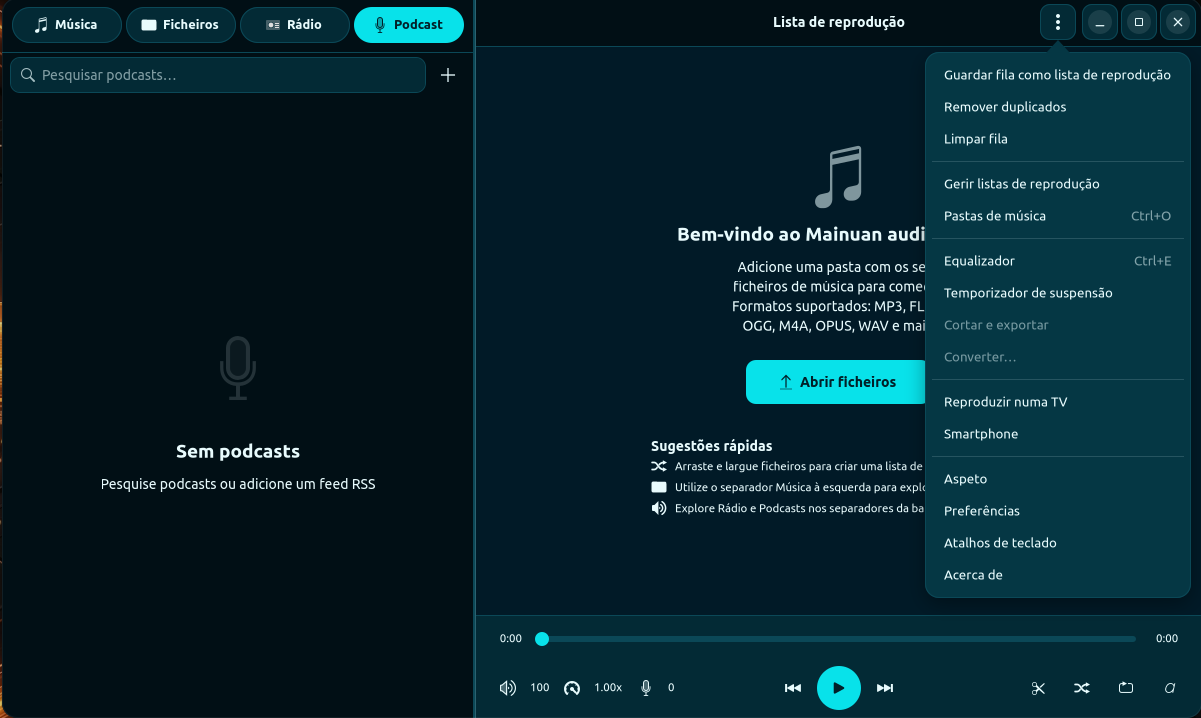 Música
Ficheiros
Rádio
Podcast
Pesquisar podcasts...
Sem podcasts
Pesquise podcasts ou adicione um feed RSS
Lista de reprodução
Bem-vindo ao Mainuan audi
Adicione uma pasta com os se
ficheiros de música para come
Formatos suportados: MP3, FL
OGG, M4A, OPUS, WAV e mai
Abrir ficheiros
Sugestões rápidas
Arraste e largue ficheiros para criar uma lista de
Utilize o separador Música à esquerda para explo
Explore Rádio e Podcasts nos separadores da ba
Guardar fila como lista de reprodução
Remover duplicados
Limpar fila
Gerir listas de reprodução
Pastas de música Ctrl+O
Equalizador Ctrl+E
Temporizador de suspensão
Cortar e exportar
Converter...
Reproduzir numa TV
Smartphone
Aspeto
Preferências
Atalhos de teclado
Acerca de
0:00 0:00
100 1.00x 0